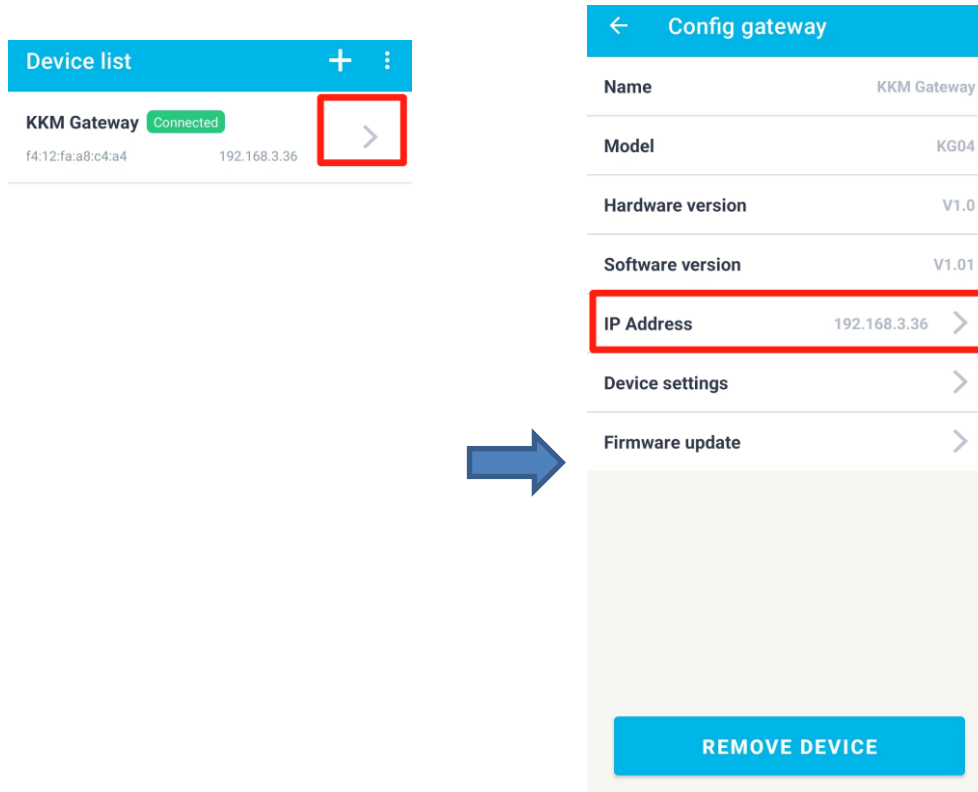 Device list
KKM Gateway Connected
f4:12:fa:a8:c4:a4 192.168.3.36
Config gateway
Name KKM Gateway
Model KG04
Hardware version V1.0
Software version V1.01
IP Address 192.168.3.36
Device settings
Firmware update
REMOVE DEVICE